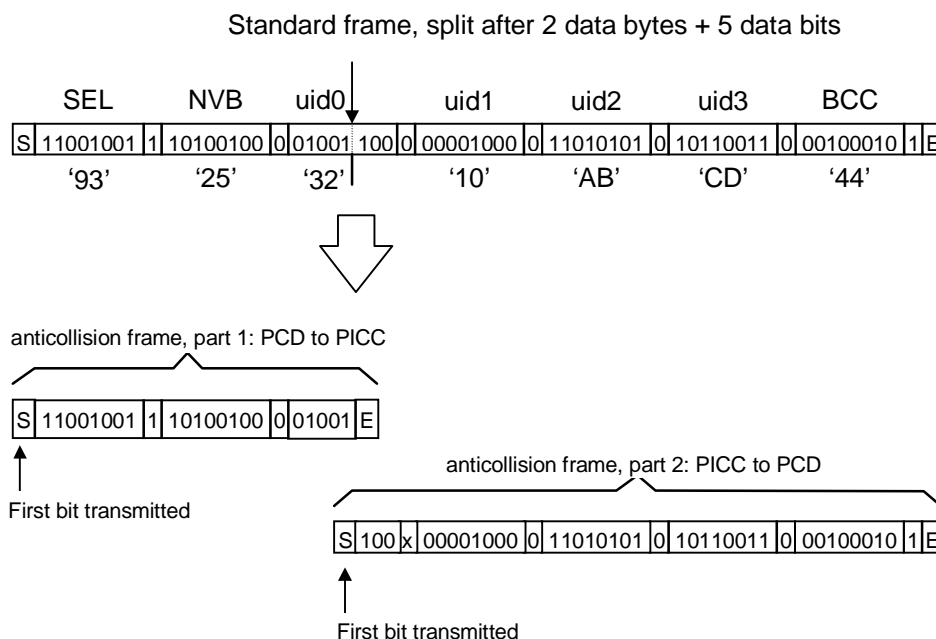 Standard frame, split after 2 data bytes + 5 data bits
SEL NVB uid0 uid1 uid2 uid3 BCC
S 11001001 1 10100100 0 01001 100 0 00001000 0 11010101 0 10110011 0 00100010 1 E
‘93’ ‘25’ ‘32’ ‘10’ ‘AB’ ‘CD’ ‘44’
anticollision frame, part 1: PCD to PICC
S 11001001 1 10100100 0 01001 E
First bit transmitted
anticollision frame, part 2: PICC to PCD
S 100 x 00001000 0 11010101 0 10110011 0 00100010 1 E
First bit transmitted